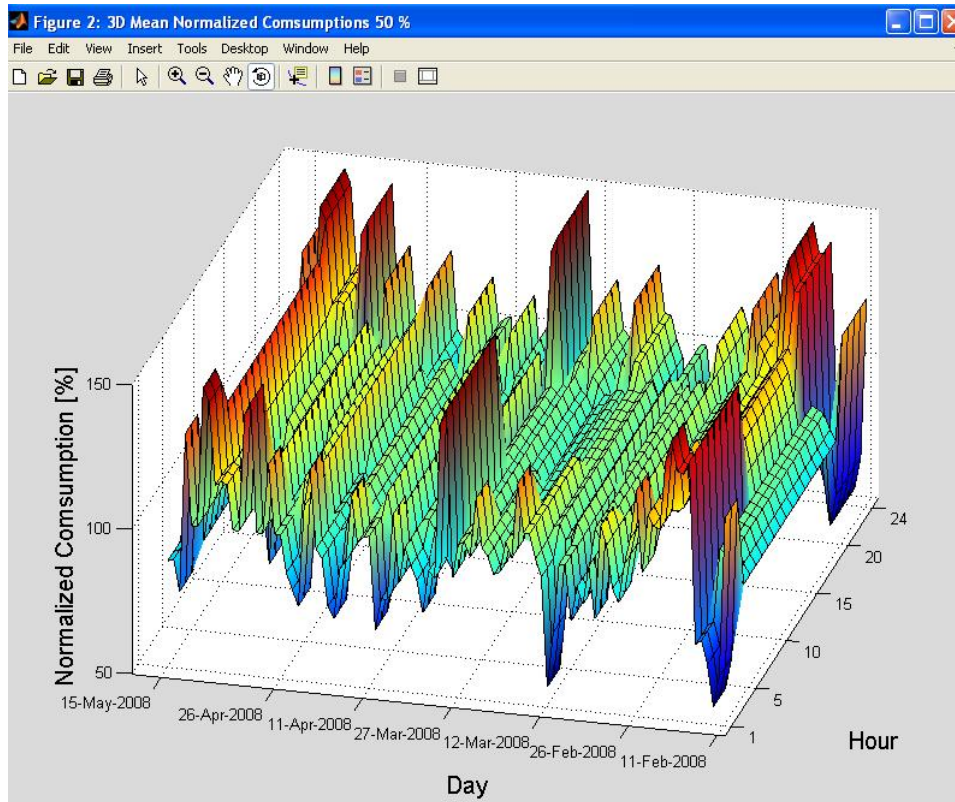 Figure 2: 3D Mean Normalized Comsumptions 50 %
File Edit View Insert Tools Desktop Window Help
Normalized Comsumption [%]
150
100
50
15-May-2008
26-Apr-2008
11-Apr-2008
27-Mar-2008
12-Mar-2008
26-Feb-2008
11-Feb-2008
Day
1
5
10
15
20
24
Hour